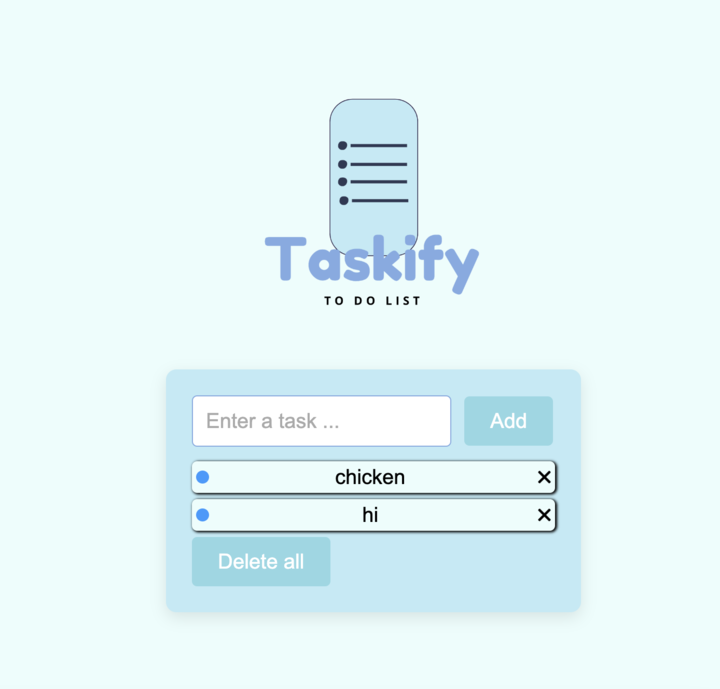 Taskify
TO DO LIST
Enter a task ...
Add
chicken
hi
Delete all